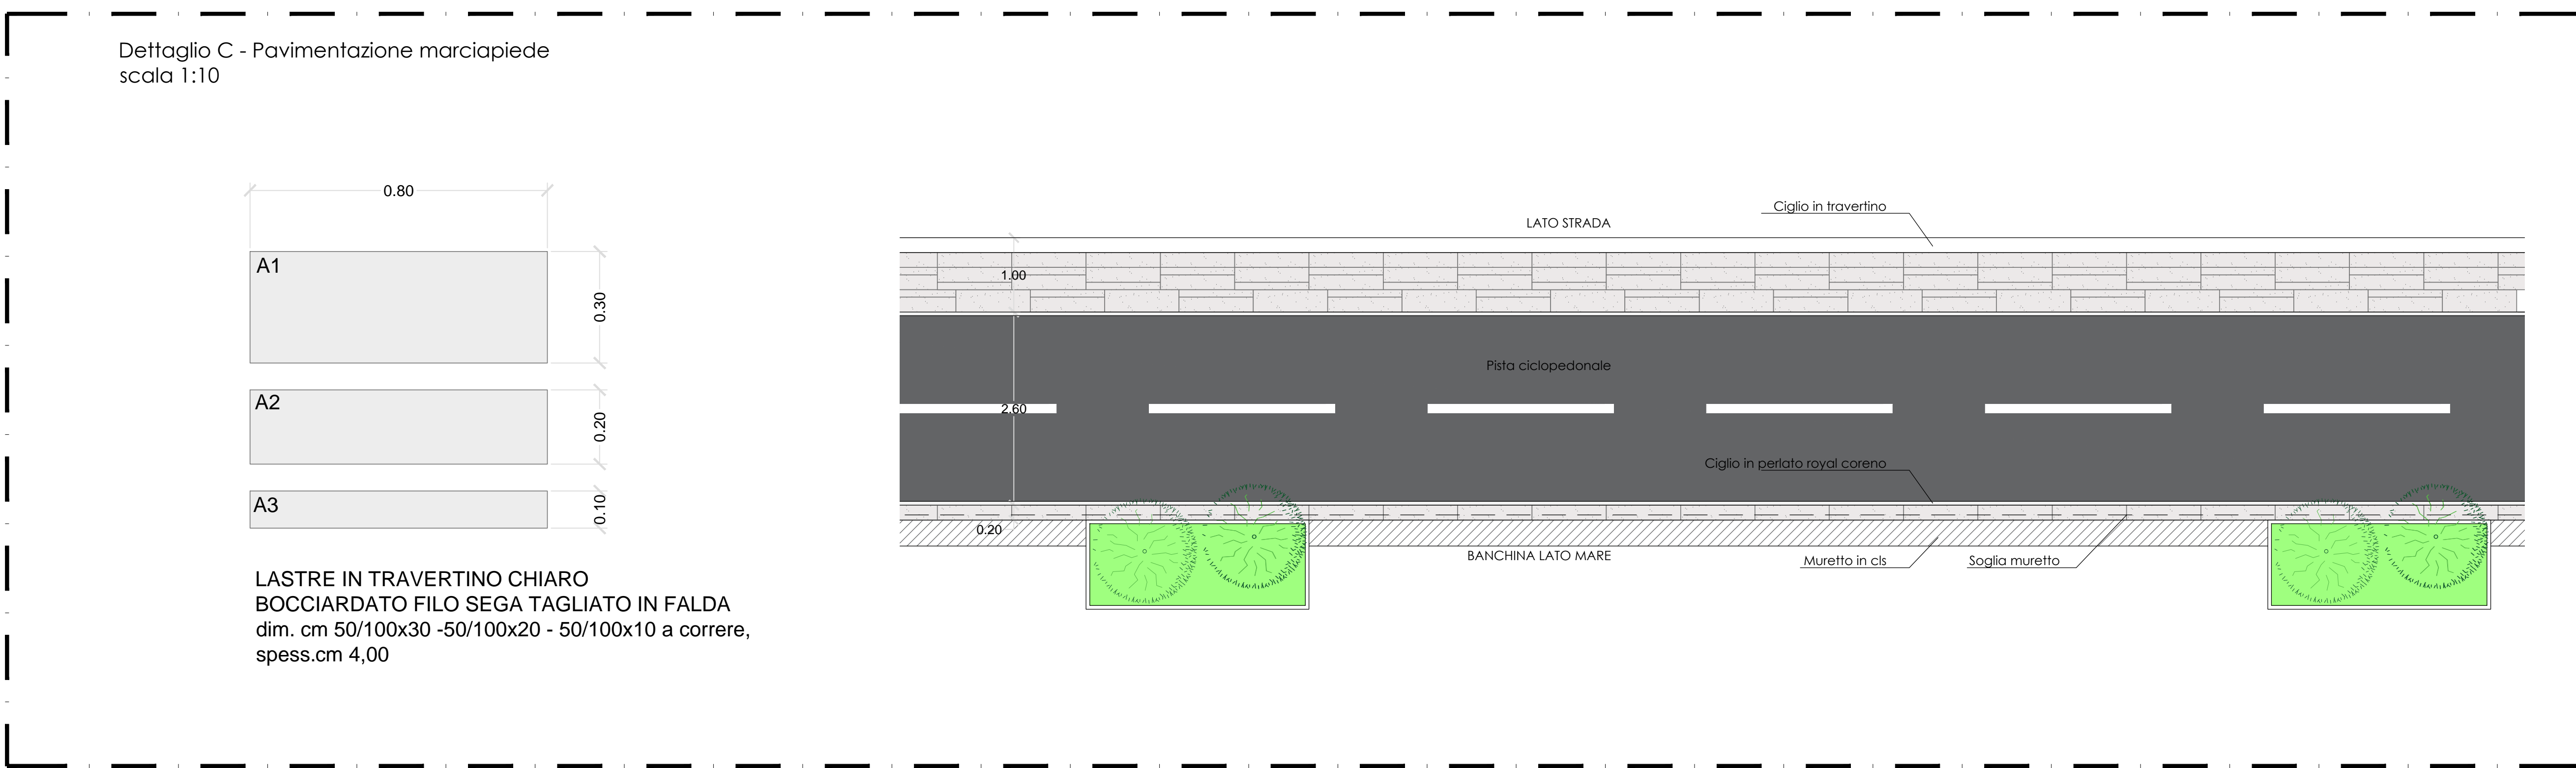 Dettaglio C - Pavimentazione marciapiede
scala 1:10
0.80
A1
0.30
A2
0.20
A3
0.10
LASTRE IN TRAVERTINO CHIARO
BOCCIARDATO FILO SEGA TAGLIATO IN FALDA
dim. cm 50/100x30 -50/100x20 - 50/100x10 a correre,
spess.cm 4,00
Ciglio in travertino
LATO STRADA
1.00
Pista ciclopedonale
2.60
Ciglio in perlato royal coreno
0.20
BANCHINA LATO MARE
Muretto in cls
Soglia muretto